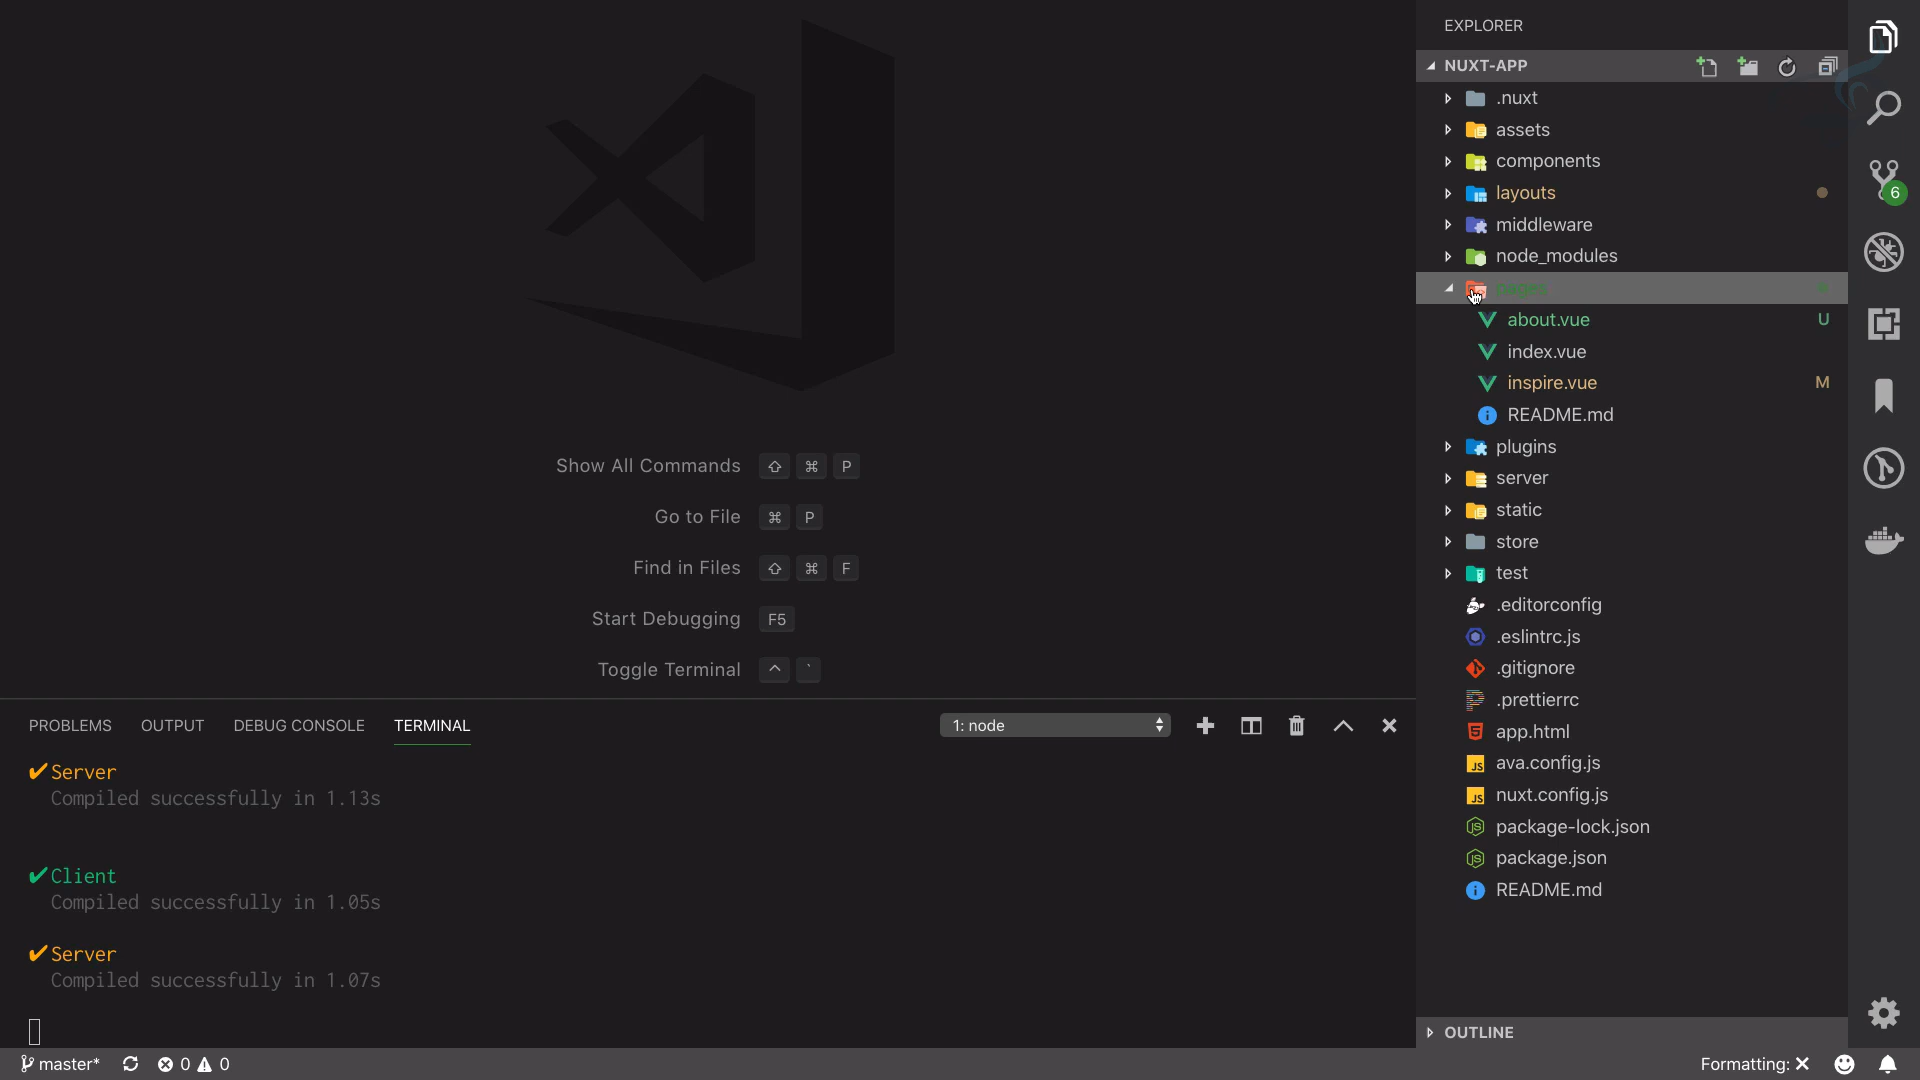 EXPLORER
NUXT-APP
.nuxt
assets
components
layouts
middleware
node_modules
pages
about.vue U
index.vue
inspire.vue M
README.md
plugins
server
static
store
test
.editorconfig
.eslintrc.js
.gitignore
.prettierrc
app.html
ava.config.js
nuxt.config.js
package-lock.json
package.json
README.md
OUTLINE
6
Show All Commands ⇧ ⌘ P
Go to File ⌘ P
Find in Files ⇧ ⌘ F
Start Debugging F5
Toggle Terminal ^ `
PROBLEMS OUTPUT DEBUG CONSOLE TERMINAL 1: node
✔Server
Compiled successfully in 1.13s
✔Client
Compiled successfully in 1.05s
✔Server
Compiled successfully in 1.07s
master* 0 0 Formatting: ✕